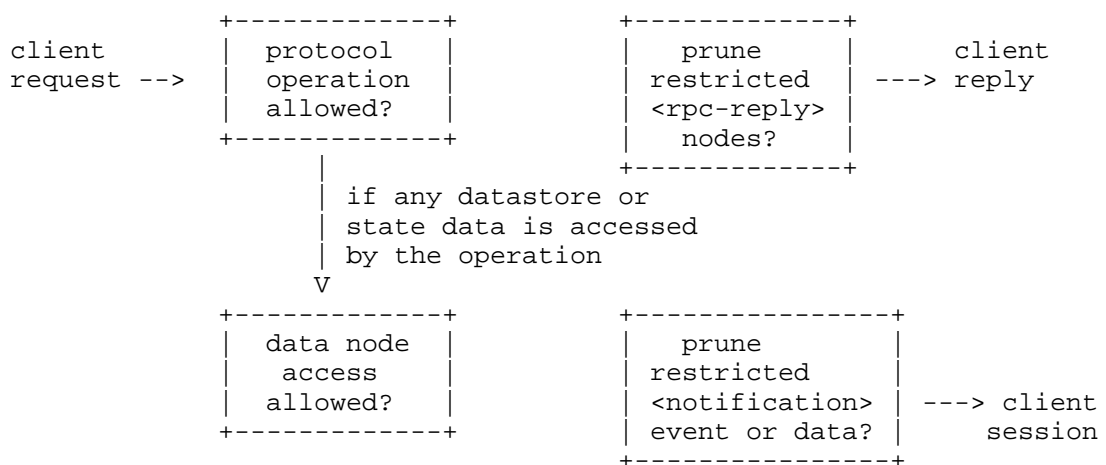 +-------------+                 +-------------+
client       |  protocol   |                 |    prune    |       client
request -->  |  operation  |                 | restricted  | ---> reply
             |  allowed?   |                 | <rpc-reply> |
             +-------------+                 |   nodes?    |
                   |                         +-------------+
                   | if any datastore or
                   | state data is accessed
                   | by the operation
                   V
             +-------------+                 +----------------+
             |  data node  |                 |    prune       |
             |   access    |                 | restricted     |
             |  allowed?   |                 | <notification> | ---> client
             +-------------+                 | event or data? |      session
                                             +----------------+